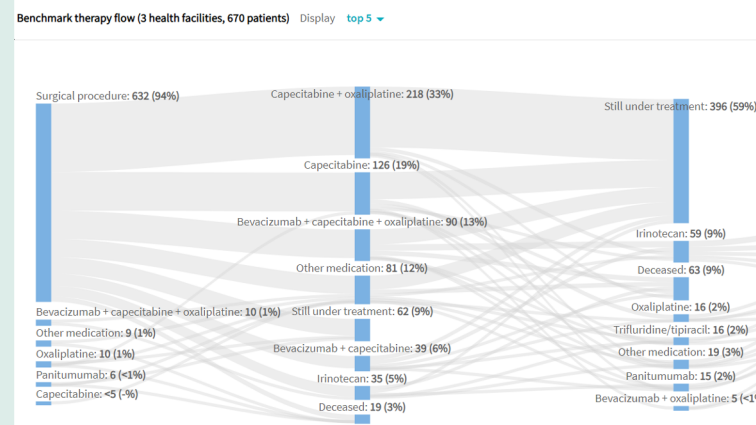 Benchmark therapy flow (3 health facilities, 670 patients) Display top 5
Surgical procedure: 632 (94%)
Bevacizumab + capecitabine + oxaliplatine: 10 (1%)
Other medication: 9 (1%)
Oxaliplatine: 10 (1%)
Panitumumab: 6 (<1%)
Capecitabine: <5 (-%)
Capecitabine + oxaliplatine: 218 (33%)
Capecitabine: 126 (19%)
Bevacizumab + capecitabine + oxaliplatine: 90 (13%)
Other medication: 81 (12%)
Still under treatment: 62 (9%)
Bevacizumab + capecitabine: 39 (6%)
Irinotecan: 35 (5%)
Deceased: 19 (3%)
Still under treatment: 396 (59%)
Irinotecan: 59 (9%)
Deceased: 63 (9%)
Oxaliplatine: 16 (2%)
Trifluridine/tipiracil: 16 (2%)
Other medication: 19 (3%)
Panitumumab: 15 (2%)
Bevacizumab + oxaliplatine: 5 (<1%